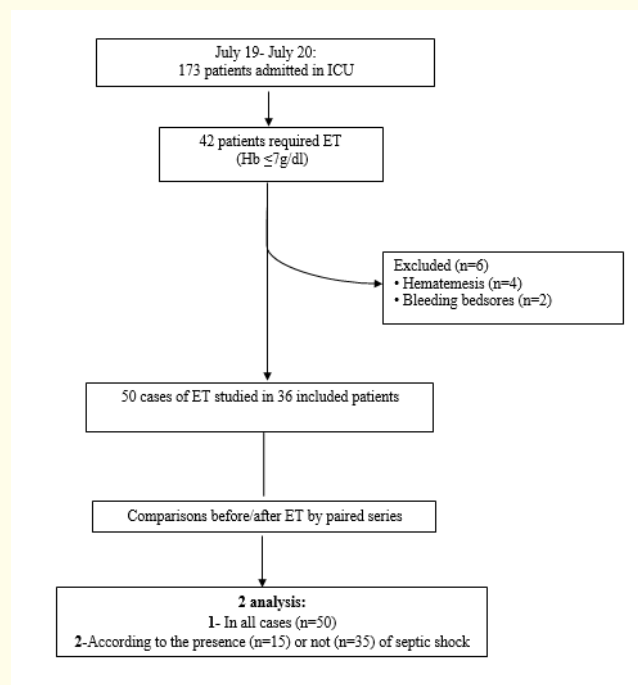 July 19- July 20:
173 patients admitted in ICU
42 patients required ET
(Hb ≤7g/dl)
Excluded (n=6)
• Hematemesis (n=4)
• Bleeding bedsores (n=2)
50 cases of ET studied in 36 included patients
Comparisons before/after ET by paired series
2 analysis:
1- In all cases (n=50)
2-According to the presence (n=15) or not (n=35) of septic shock